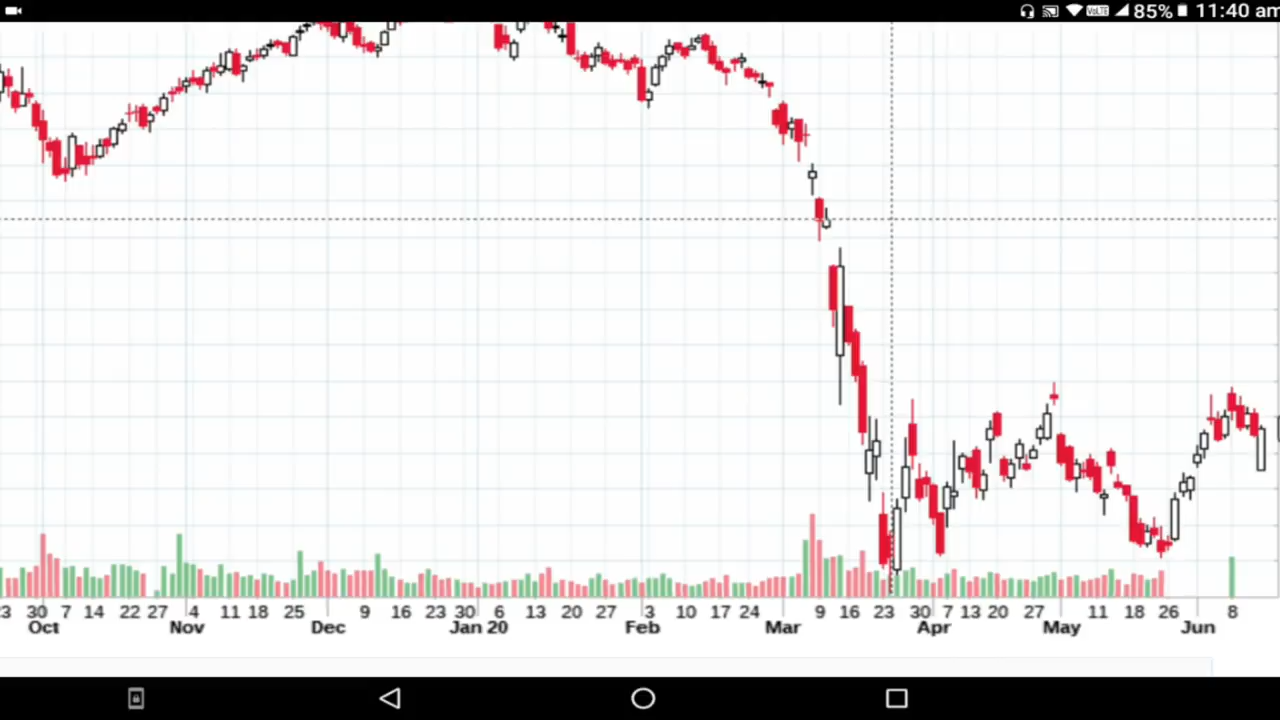 VoLTE 85% 11:40 am
30 7 14 22 27 4 11 18 25 9 16 23 30 6 13 20 27 3 10 17 24 9 16 23 30 7 13 20 27 11 18 26 8
Oct Nov Dec Jan 20 Feb Mar Apr May Jun